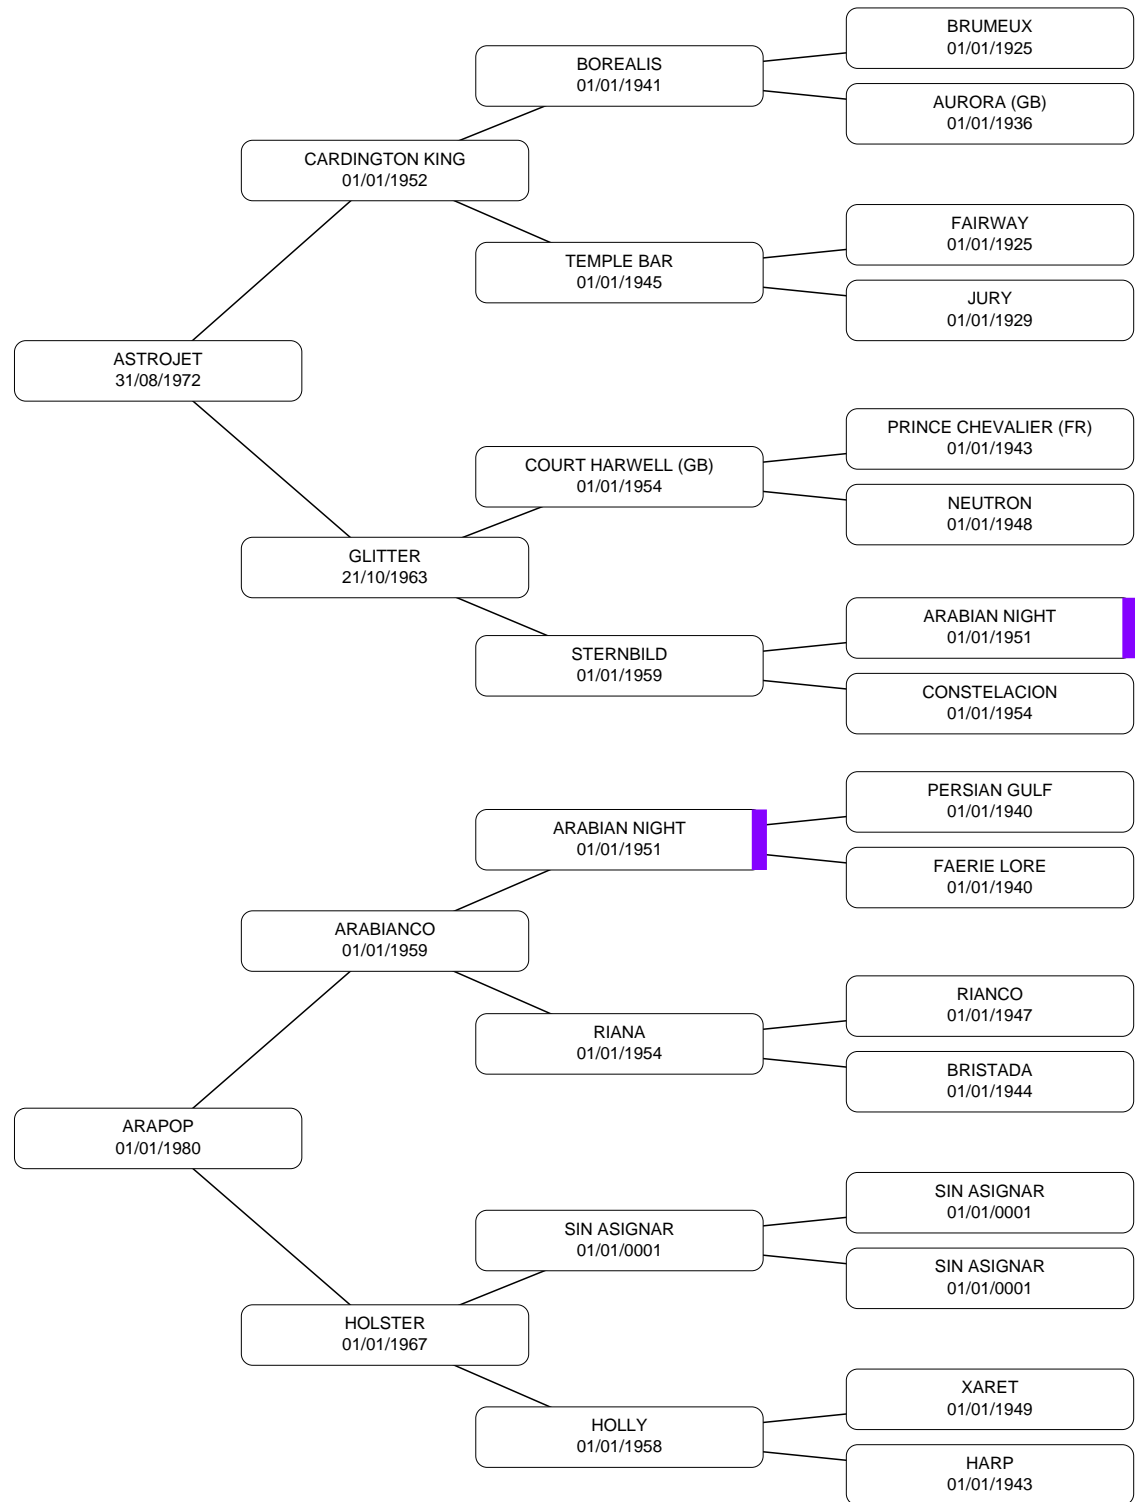 BRUMEUX
01/01/1925
BOREALIS
01/01/1941
AURORA (GB)
01/01/1936
CARDINGTON KING
01/01/1952
FAIRWAY
01/01/1925
TEMPLE BAR
01/01/1945
JURY
01/01/1929
ASTROJET
31/08/1972
PRINCE CHEVALIER (FR)
01/01/1943
COURT HARWELL (GB)
01/01/1954
NEUTRON
01/01/1948
GLITTER
21/10/1963
ARABIAN NIGHT
01/01/1951
STERNBILD
01/01/1959
CONSTELACION
01/01/1954
PERSIAN GULF
01/01/1940
ARABIAN NIGHT
01/01/1951
FAERIE LORE
01/01/1940
ARABIANCO
01/01/1959
RIANCO
01/01/1947
RIANA
01/01/1954
BRISTADA
01/01/1944
ARAPOP
01/01/1980
SIN ASIGNAR
01/01/0001
SIN ASIGNAR
01/01/0001
SIN ASIGNAR
01/01/0001
HOLSTER
01/01/1967
XARET
01/01/1949
HOLLY
01/01/1958
HARP
01/01/1943